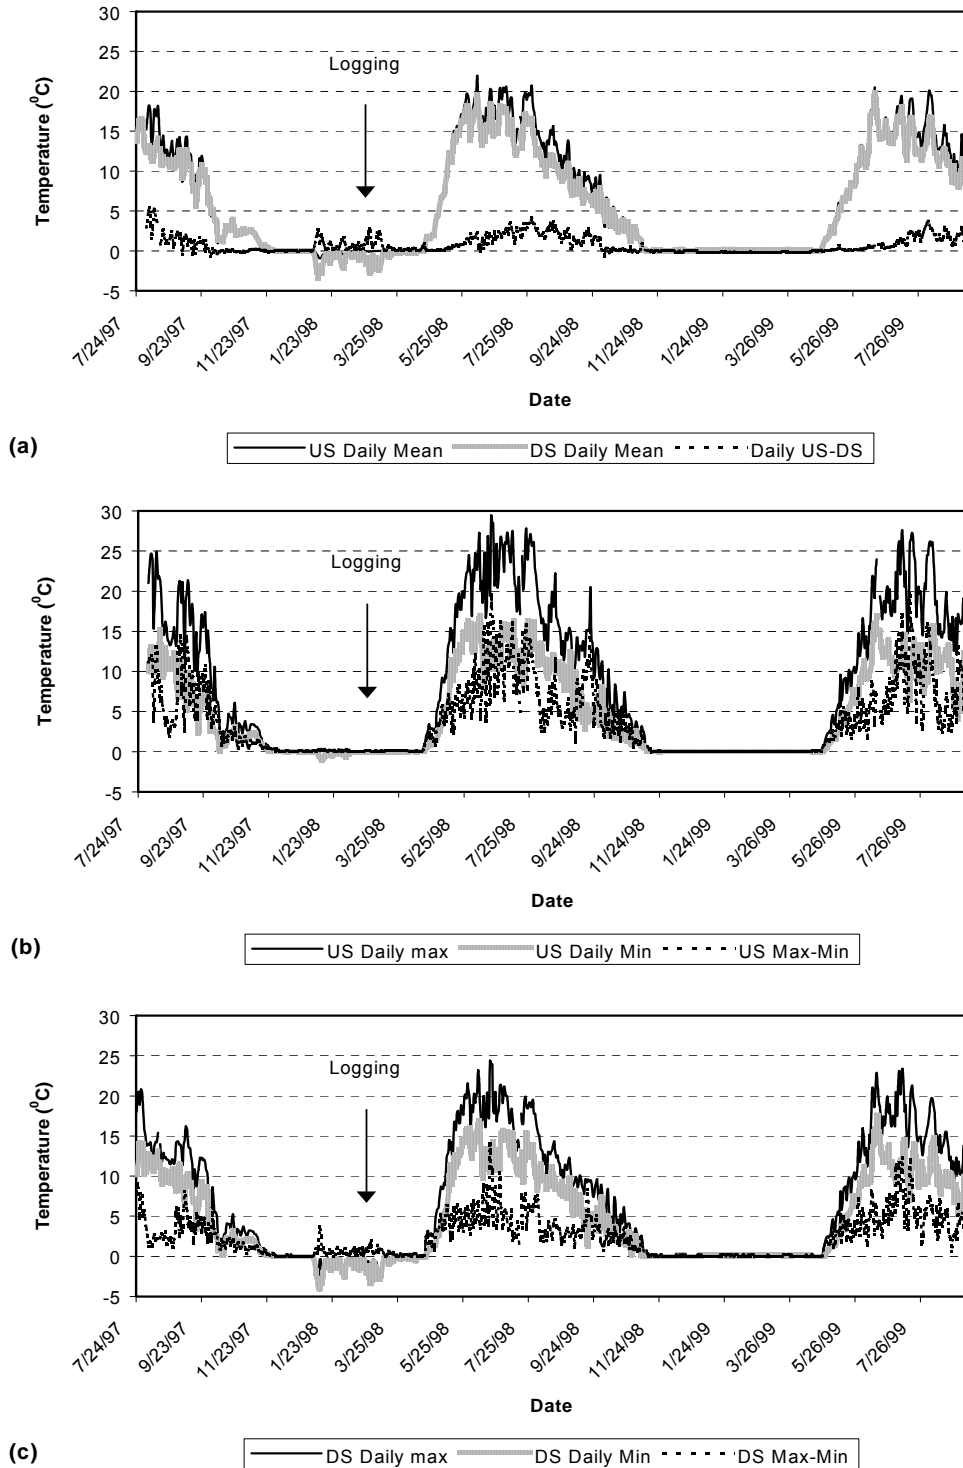 30
25
20
15
10
5
0
-5
Temperature (⁰C)
Logging
7/24/97 9/23/97 11/23/97 1/23/98 3/25/98 5/25/98 7/25/98 9/24/98 11/24/98 1/24/99 3/26/99 5/26/99 7/26/99
Date
(a)
US Daily Mean DS Daily Mean Daily US-DS
30
25
20
15
10
5
0
-5
Temperature (⁰C)
Logging
7/24/97 9/23/97 11/23/97 1/23/98 3/25/98 5/25/98 7/25/98 9/24/98 11/24/98 1/24/99 3/26/99 5/26/99 7/26/99
Date
(b)
US Daily max US Daily Min US Max-Min
30
25
20
15
10
5
0
-5
Temperature (⁰C)
Logging
7/24/97 9/23/97 11/23/97 1/23/98 3/25/98 5/25/98 7/25/98 9/24/98 11/24/98 1/24/99 3/26/99 5/26/99 7/26/99
Date
(c)
DS Daily max DS Daily Min DS Max-Min